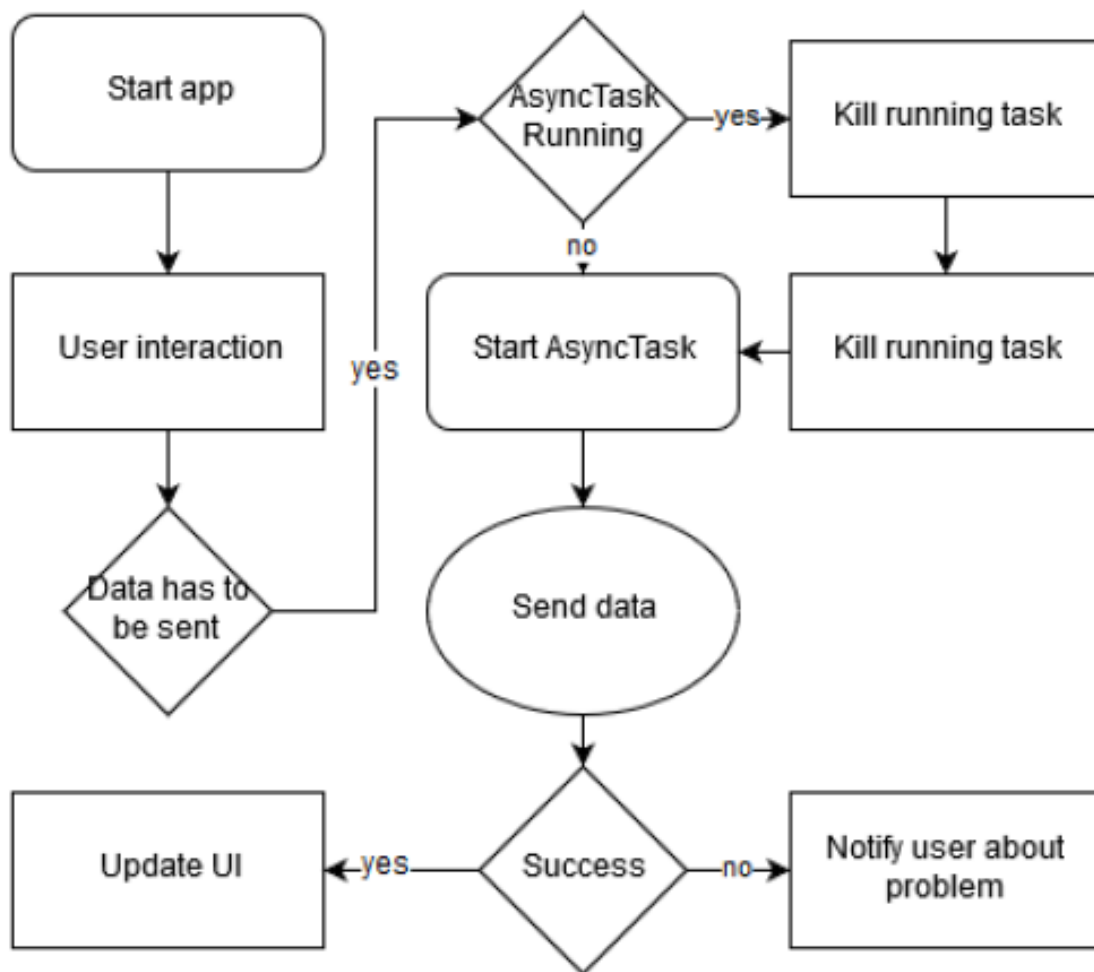 Start app
AsyncTask
Running
yes
Kill running task
no
User interaction
yes
Start AsyncTask
Kill running task
Data has to
be sent
Send data
Update UI
yes
Success
no
Notify user about
problem